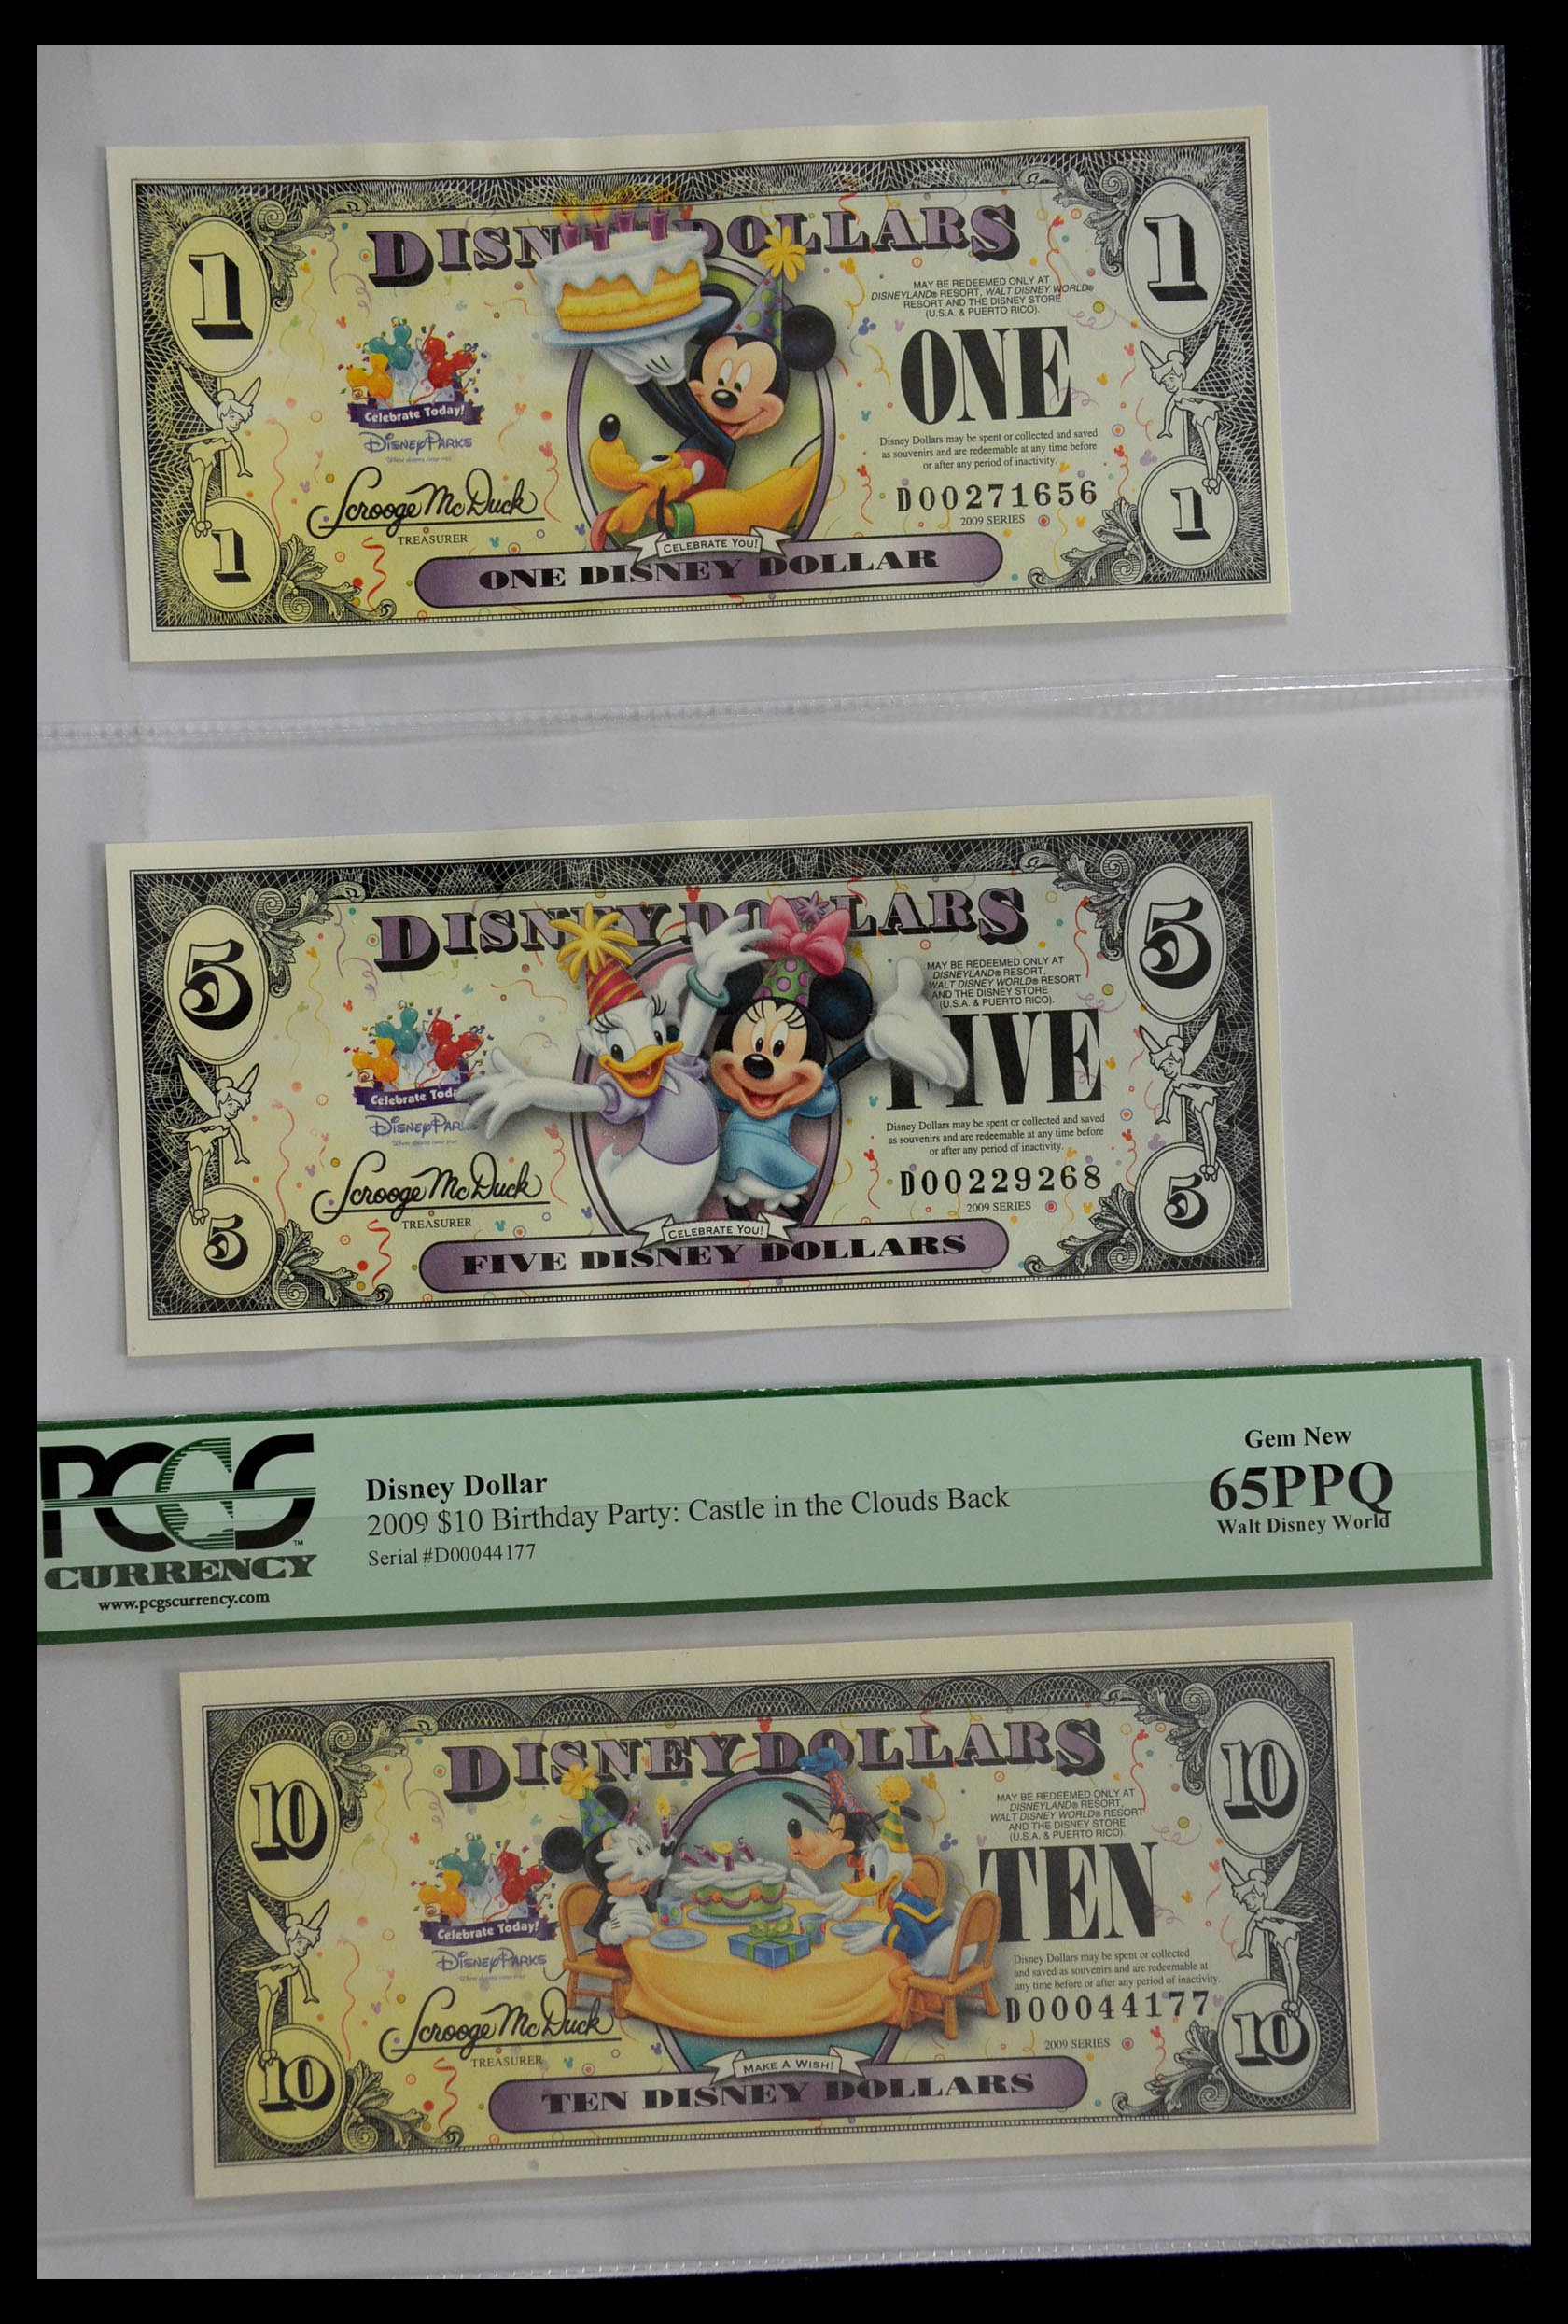 DISN DOLLARS
1
1
MAY BE REDEEMED ONLY AT
DISNEYLAND® RESORT, WALT DISNEY WORLD®
RESORT AND THE DISNEY STORE
(U.S.A. & PUERTO RICO).
ONE
Celebrate Today!
DISNEY PARKS
Disney Dollars may be spent or collected and saved
as souvenirs and are redeemable at any time before
or after any period of inactivity.
Scrooge McDuck
TREASURER
D00271656
2009 SERIES
1
1
CELEBRATE YOU!
ONE DISNEY DOLLAR
DISNEY DOLLARS
5
5
MAY BE REDEEMED ONLY AT
DISNEYLAND® RESORT,
WALT DISNEY WORLD® RESORT
AND THE DISNEY STORE
(U.S.A. & PUERTO RICO).
FIVE
Celebrate Tod
DISNEY PAR
Disney Dollars may be spent or collected and saved
as souvenirs and are redeemable at any time before
or after any period of inactivity.
Scrooge McDuck
TREASURER
D00229268
2009 SERIES
5
5
CELEBRATE YOU!
FIVE DISNEY DOLLARS
PCGS
CURRENCY
™
www.pcgscurrency.com
Disney Dollar
2009 $10 Birthday Party: Castle in the Clouds Back
Serial #D00044177
Gem New
65PPQ
Walt Disney World
DISNEY DOLLARS
10
10
MAY BE REDEEMED ONLY AT
DISNEYLAND® RESORT,
WALT DISNEY WORLD® RESORT
AND THE DISNEY STORE
(U.S.A. & PUERTO RICO).
TEN
Celebrate Today!
DISNEY PARKS
Disney Dollars may be spent or collected
and saved as souvenirs and are redeemable at
any time before or after any period of inactivity.
Scrooge McDuck
TREASURER
D00044177
2009 SERIES
10
10
MAKE A WISH!
TEN DISNEY DOLLARS